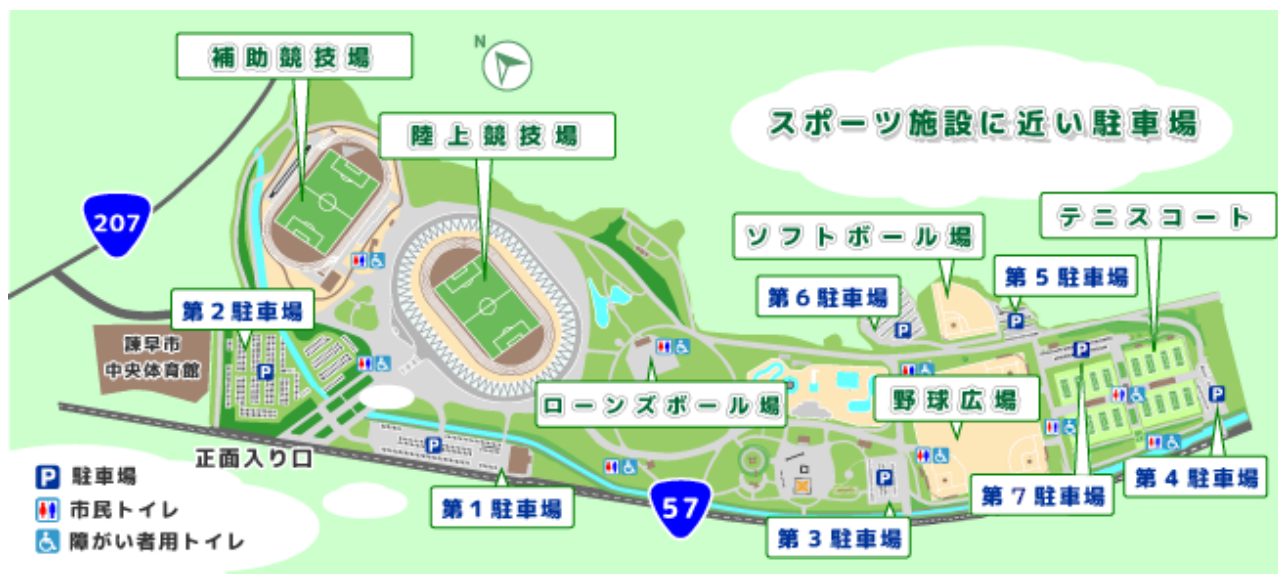 補助競技場
N
スポーツ施設に近い駐車場
陸上競技場
207
テニスコート
ソフトボール場
第5駐車場
第6駐車場
第2駐車場
諫早市
中央体育館
ローンズボール場
野球広場
正面入り口
第1駐車場
57
第3駐車場
第7駐車場
第4駐車場
P 駐車場
市民トイレ
障がい者用トイレ
P
P
P
P
P
P
P